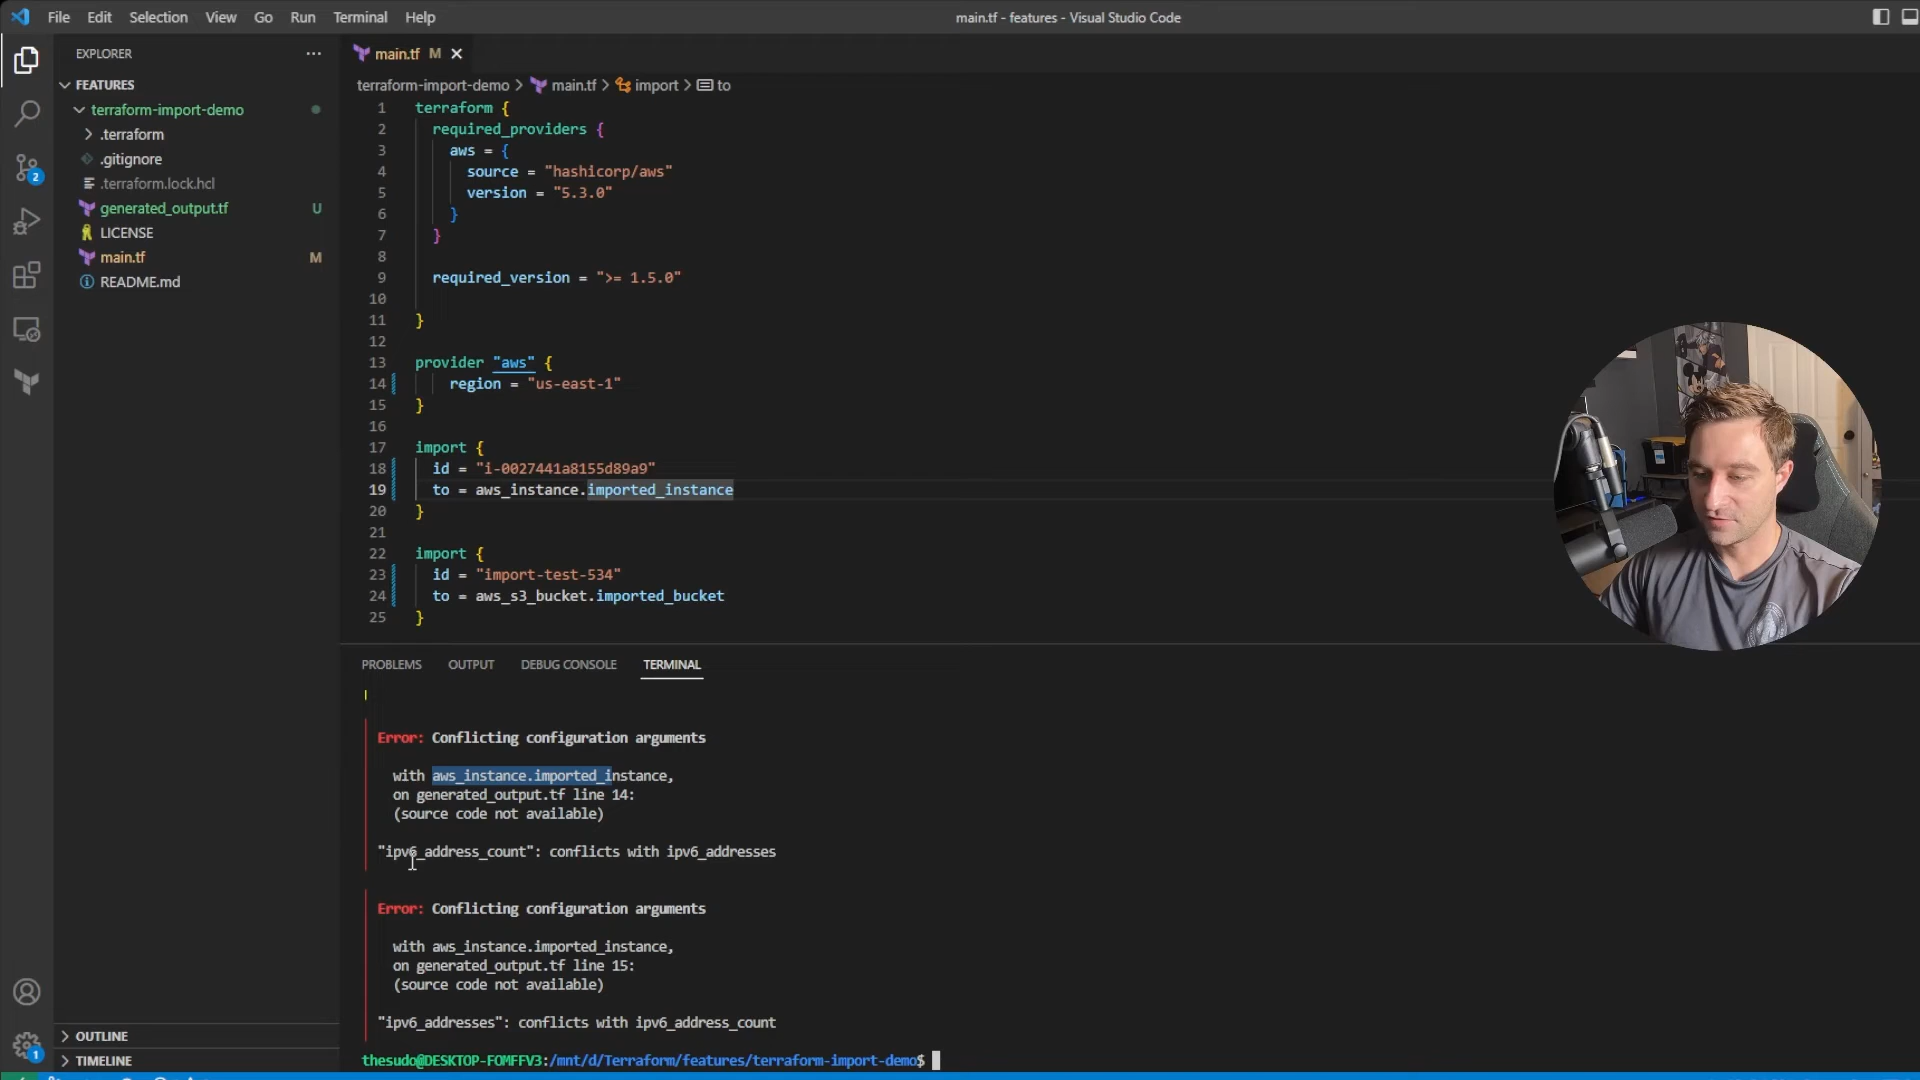 File Edit Selection View Go Run Terminal Help
main.tf - features - Visual Studio Code
EXPLORER
FEATURES
terraform-import-demo
.terraform
.gitignore
.terraform.lock.hcl
generated_output.tf U
LICENSE
main.tf M
README.md
OUTLINE
TIMELINE
2
1
main.tf M
terraform-import-demo > main.tf > import > to
1 terraform {
2 required_providers {
3 aws = {
4 source = "hashicorp/aws"
5 version = "5.3.0"
6 }
7 }
8
9 required_version = ">= 1.5.0"
10
11 }
12
13 provider "aws" {
14 region = "us-east-1"
15 }
16
17 import {
18 id = "i-0027441a8155d89a9"
19 to = aws_instance.imported_instance
20 }
21
22 import {
23 id = "import-test-534"
24 to = aws_s3_bucket.imported_bucket
25 }
PROBLEMS OUTPUT DEBUG CONSOLE TERMINAL
Error: Conflicting configuration arguments
with aws_instance.imported_instance,
on generated_output.tf line 14:
(source code not available)
"ipv6_address_count": conflicts with ipv6_addresses
Error: Conflicting configuration arguments
with aws_instance.imported_instance,
on generated_output.tf line 15:
(source code not available)
"ipv6_addresses": conflicts with ipv6_address_count
thesudo@DESKTOP-FOMFFV3:/mnt/d/Terraform/features/terraform-import-demo$